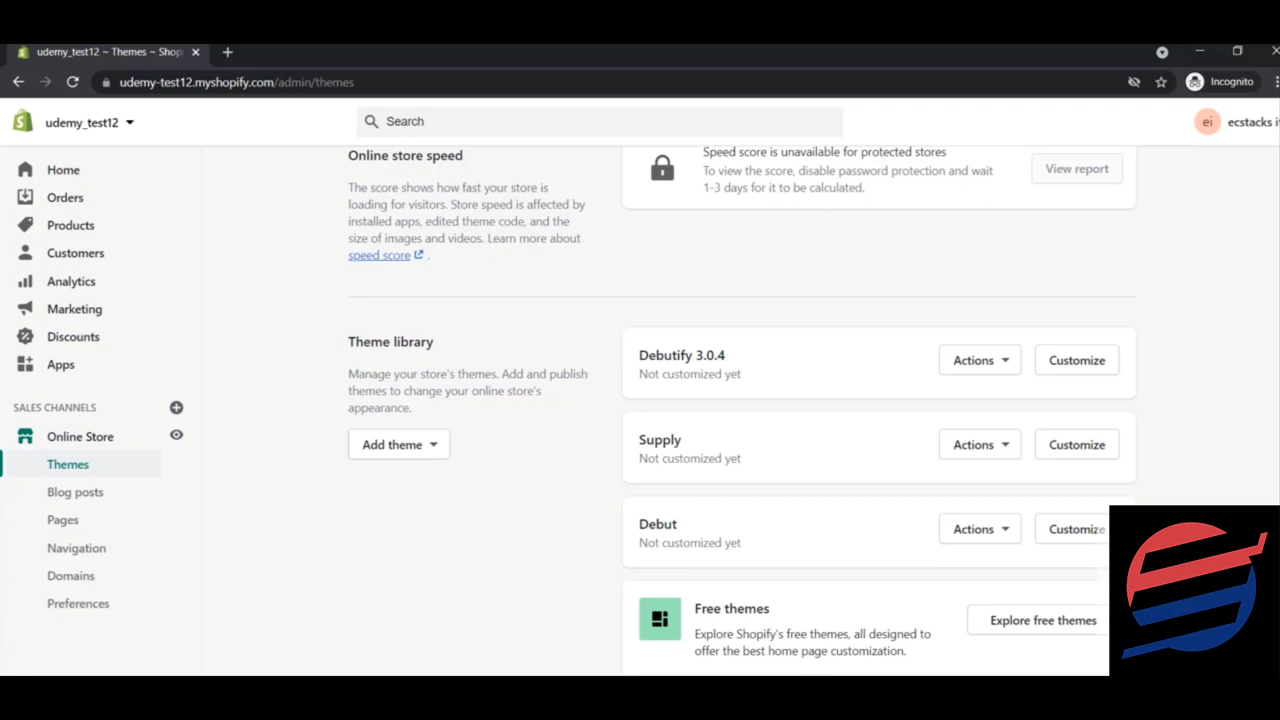 udemy_test12 ~ Themes ~ Shop
udemy-test12.myshopify.com/admin/themes
Incognito
udemy_test12
Search
ei
ecstacks
Home
Orders
Products
Customers
Analytics
Marketing
Discounts
Apps
SALES CHANNELS
Online Store
Themes
Blog posts
Pages
Navigation
Domains
Preferences
Online store speed
The score shows how fast your store is
loading for visitors. Store speed is affected by
installed apps, edited theme code, and the
size of images and videos. Learn more about
speed score .
Speed score is unavailable for protected stores
To view the score, disable password protection and wait
1-3 days for it to be calculated.
View report
Theme library
Manage your store's themes. Add and publish
themes to change your online store's
appearance.
Add theme
Debutify 3.0.4
Not customized yet
Actions
Customize
Supply
Not customized yet
Actions
Customize
Debut
Not customized yet
Actions
Customize
Free themes
Explore Shopify's free themes, all designed to
offer the best home page customization.
Explore free themes